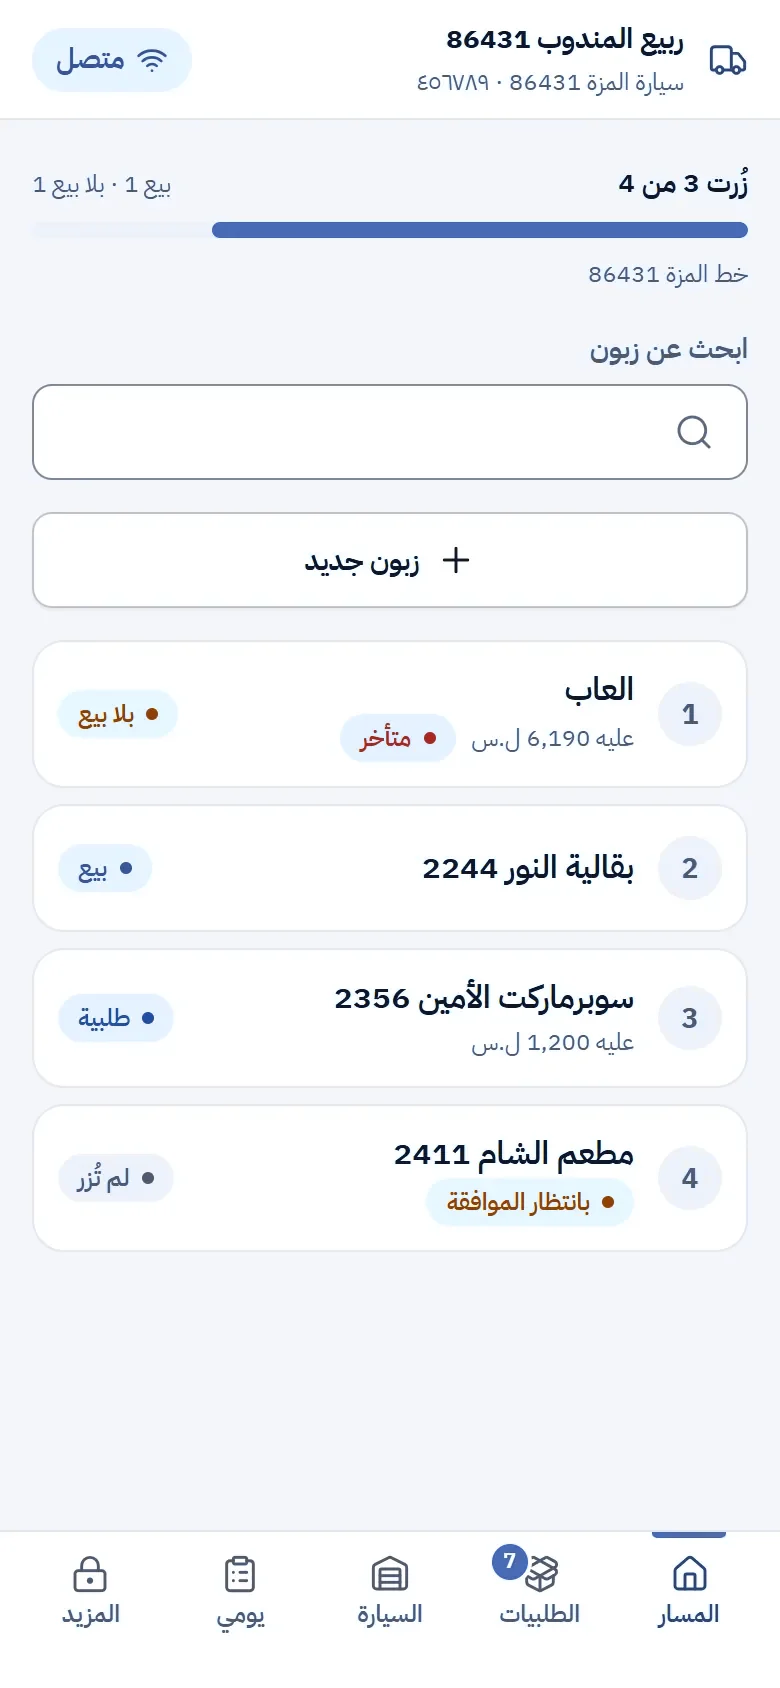 ربيع المندوب 86431
سيارة المزة 86431 · ٤٥٦٧٨٩
متصل
زُرت 3 من 4
بيع 1 · بلا بيع 1
خط المزة 86431
ابحث عن زبون
زبون جديد
1
العاب
عليه 6,190 ل.س
متأخر
بلا بيع
2
بقالية النور 2244
بيع
3
سوبرماركت الأمين 2356
عليه 1,200 ل.س
طلبية
4
مطعم الشام 2411
بانتظار الموافقة
لم تُزر
المسار
7
الطلبيات
السيارة
يومي
المزيد